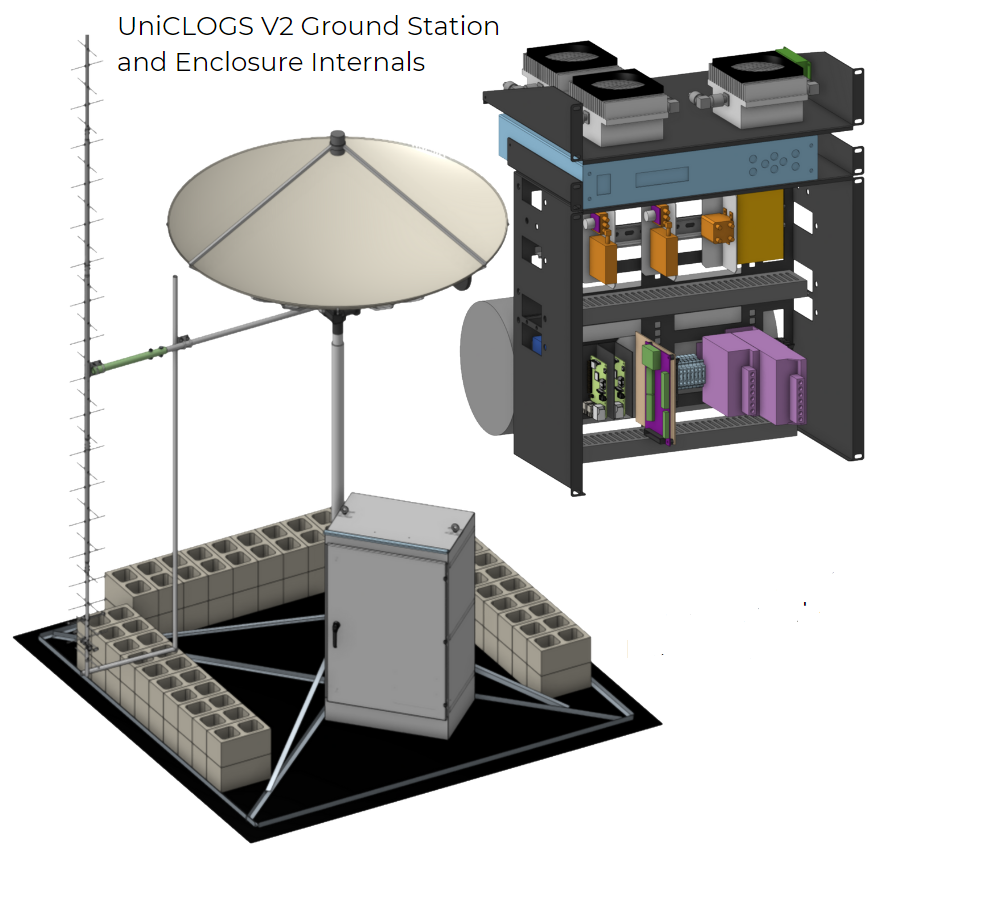 UniCLOGS V2 Ground Station
and Enclosure Internals